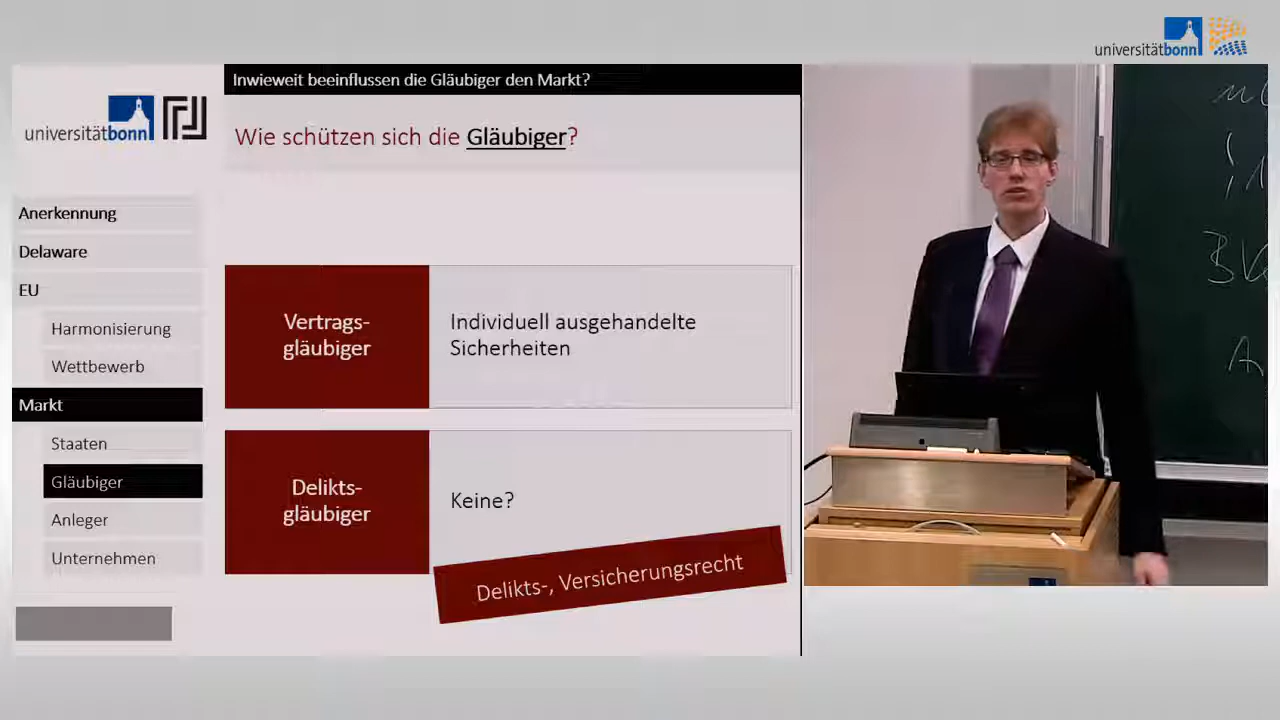 universitätbonn
Inwieweit beeinflussen die Gläubiger den Markt?
universitätbonn
Wie schützen sich die Gläubiger?
Anerkennung
Delaware
EU
Harmonisierung
Wettbewerb
Markt
Staaten
Gläubiger
Anleger
Unternehmen
Vertrags-
gläubiger
Individuell ausgehandelte
Sicherheiten
Delikts-
gläubiger
Keine?
Delikts-, Versicherungsrecht